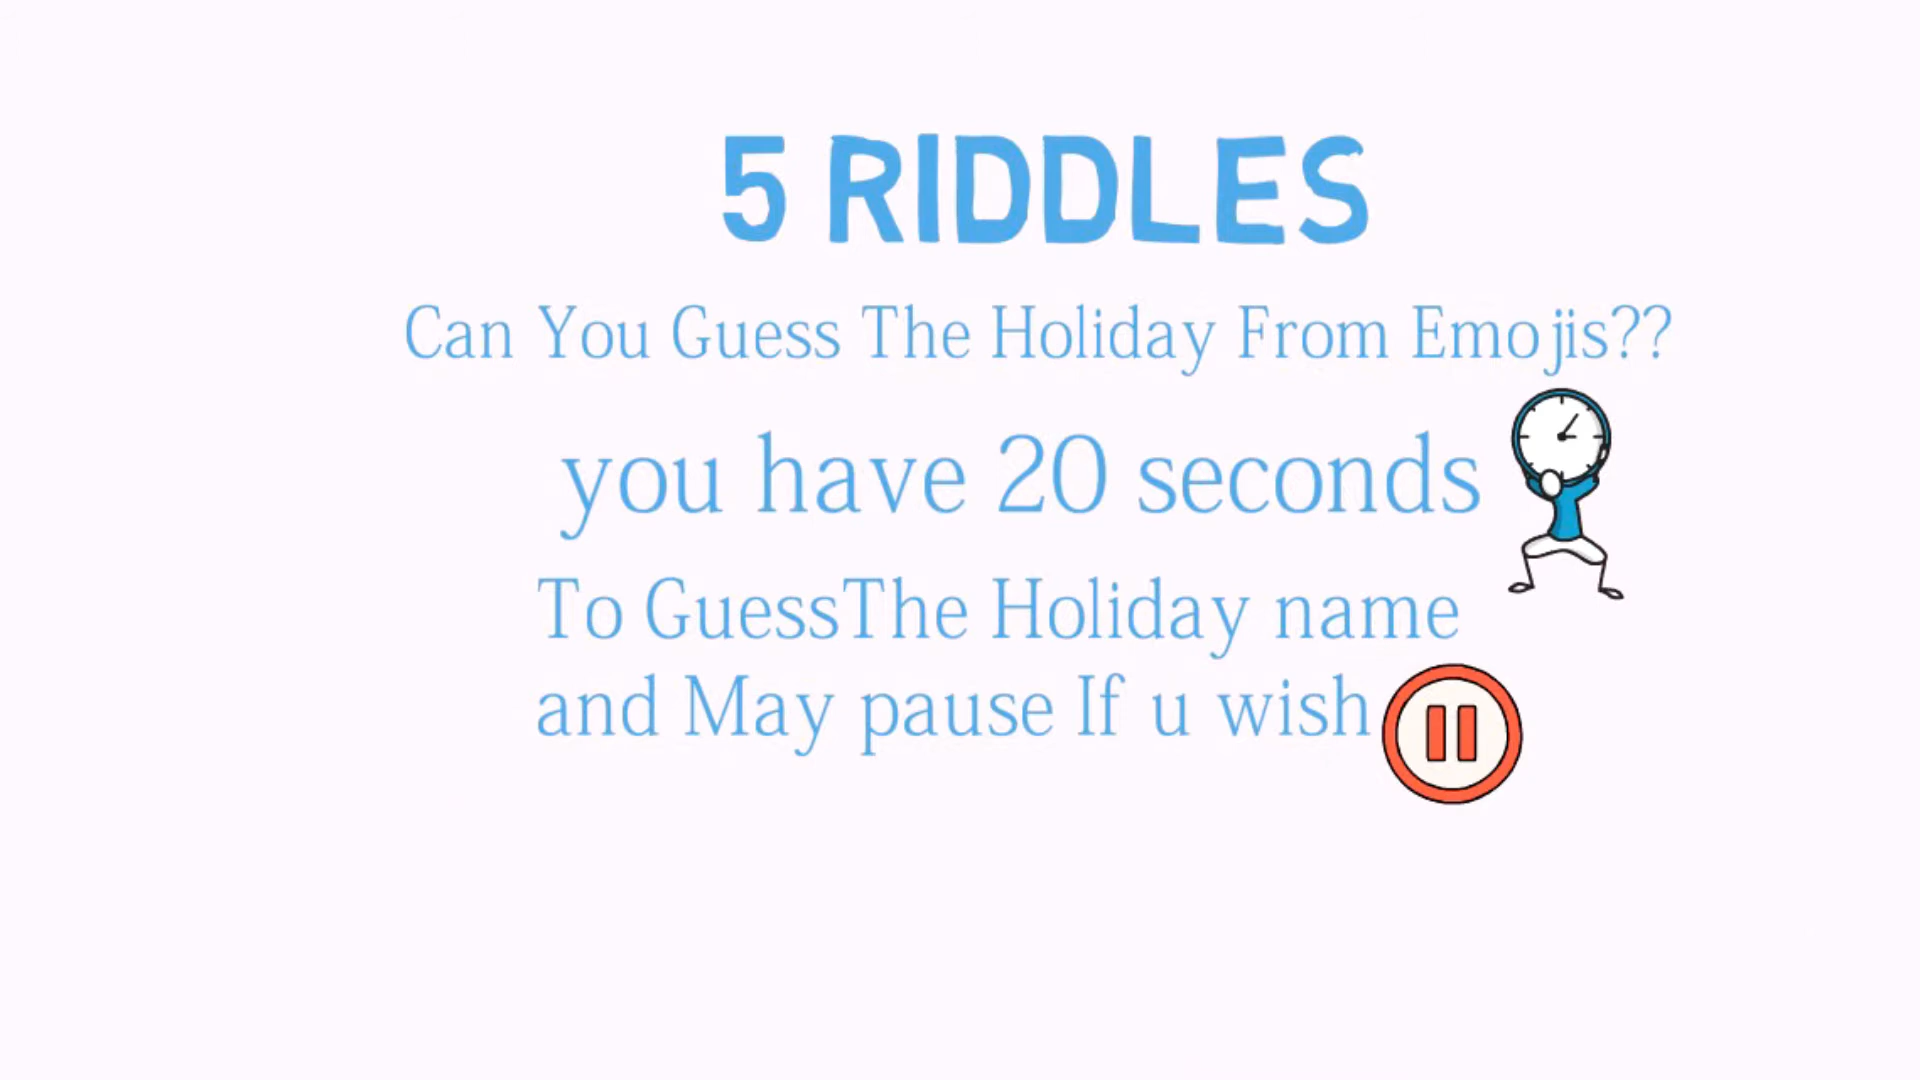 5 RIDDLES
Can You Guess The Holiday From Emojis??
you have 20 seconds
To GuessThe Holiday name
and May pause If u wish